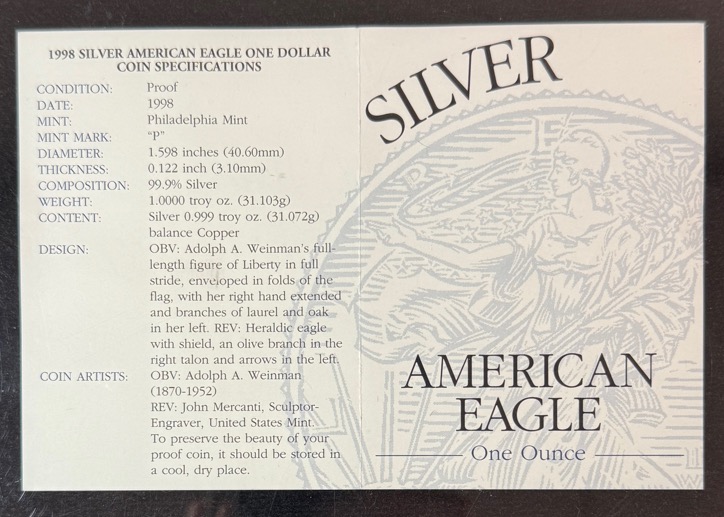 1998 SILVER AMERICAN EAGLE ONE DOLLAR
COIN SPECIFICATIONS
CONDITION: Proof
DATE: 1998
MINT: Philadelphia Mint
MINT MARK: "P"
DIAMETER: 1.598 inches (40.60mm)
THICKNESS: 0.122 inch (3.10mm)
COMPOSITION: 99.9% Silver
WEIGHT: 1.0000 troy oz. (31.103g)
CONTENT: Silver 0.999 troy oz. (31.072g)
balance Copper
DESIGN: OBV: Adolph A. Weinman's full-
length figure of Liberty in full
stride, enveloped in folds of the
flag, with her right hand extended
and branches of laurel and oak
in her left. REV: Heraldic eagle
with shield, an olive branch in the
right talon and arrows in the left.
COIN ARTISTS: OBV: Adolph A. Weinman
(1870-1952)
REV: John Mercanti, Sculptor-
Engraver, United States Mint.
To preserve the beauty of your
proof coin, it should be stored in
a cool, dry place.
SILVER
AMERICAN
EAGLE
One Ounce